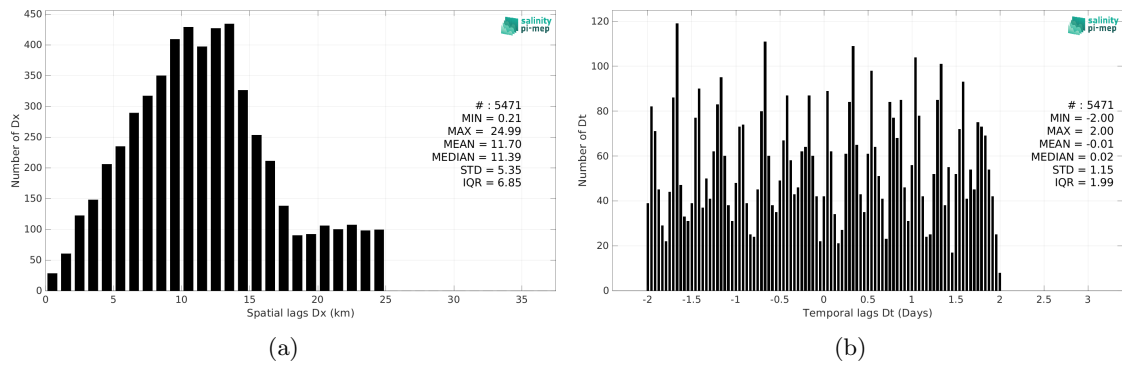 salinity
pi-mep
# : 5471
MIN = 0.21
MAX = 24.99
MEAN = 11.70
MEDIAN = 11.39
STD = 5.35
IQR = 6.85
Number of Dx
450
400
350
300
250
200
150
100
50
0
0 5 10 15 20 25 30 35
Spatial lags Dx (km)
(a)
salinity
pi-mep
# : 5471
MIN = -2.00
MAX = 2.00
MEAN = -0.01
MEDIAN = 0.02
STD = 1.15
IQR = 1.99
Number of Dt
120
100
80
60
40
20
0
-2 -1.5 -1 -0.5 0 0.5 1 1.5 2 2.5 3
Temporal lags Dt (Days)
(b)